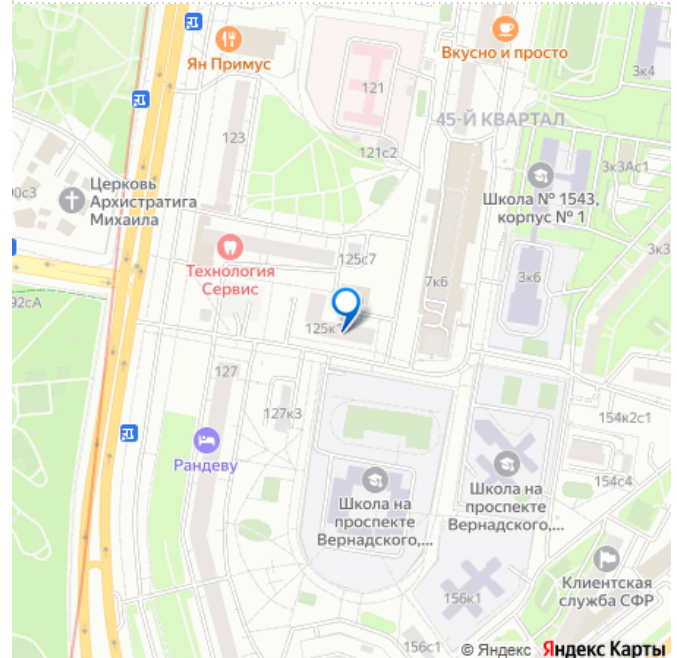 Ян Примус
Вкусно и просто
121
3к4
45-Й КВАРТАЛ
123
121с2
3к3Ас1
Церковь
Архистратига
Михаила
Школа № 1543,
корпус № 1
125с7
Технология
Сервис
7к6
3к6
3к3
125к
127
127к3
154к2с1
Рандеву
154с4
Школа на
проспекте
Вернадского,...
Школа на
проспекте
Вернадского,...
Клиентская
служба СФР
156к1
156с1
© Яндекс Яндекс Карты